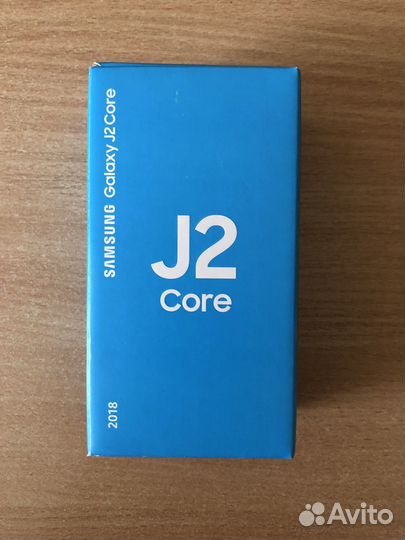 SAMSUNG Galaxy J2 Core
J2
Core
2018
Avito